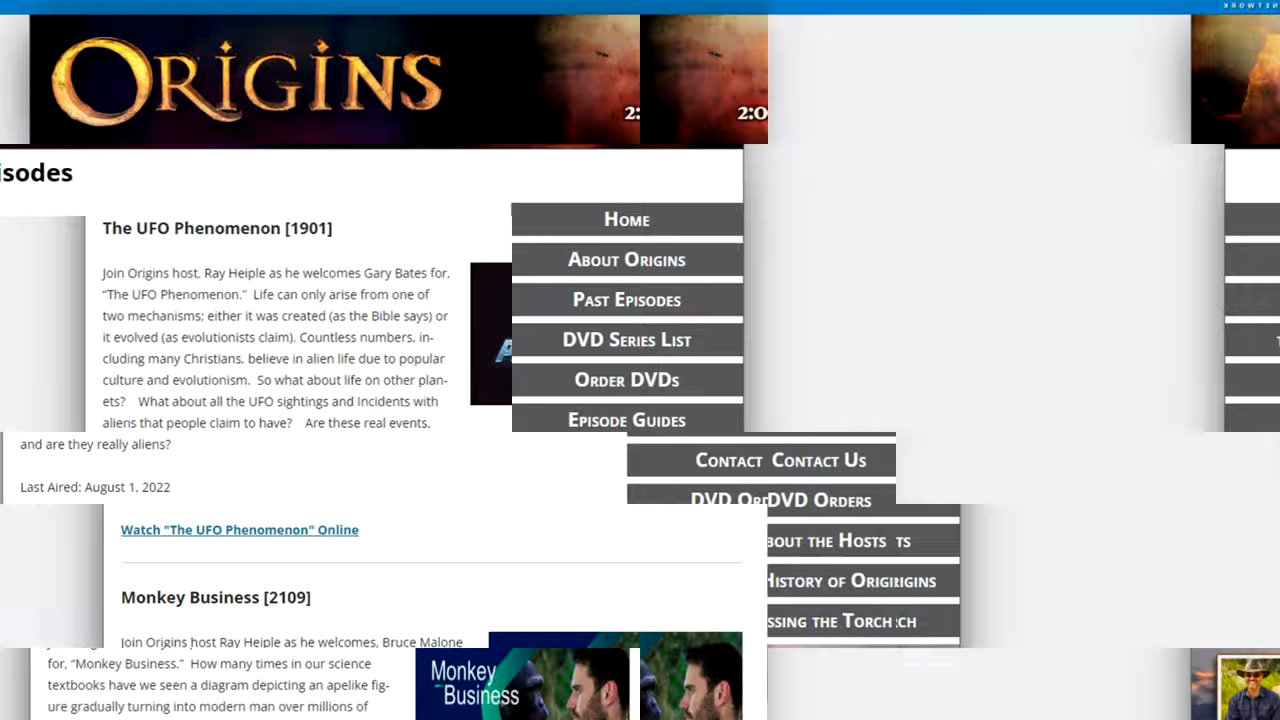 ORIGINS
2:
2:0
isodes
The UFO Phenomenon [1901]
Join Origins host, Ray Heiple as he welcomes Gary Bates for,
“The UFO Phenomenon.” Life can only arise from one of
two mechanisms; either it was created (as the Bible says) or
it evolved (as evolutionists claim). Countless numbers, in-
cluding many Christians, believe in alien life due to popular
culture and evolutionism. So what about life on other plan-
ets? What about all the UFO sightings and Incidents with
aliens that people claim to have? Are these real events,
and are they really aliens?
Last Aired: August 1, 2022
Watch "The UFO Phenomenon" Online
Monkey Business [2109]
Join Origins host Ray Heiple as he welcomes, Bruce Malone
for, “Monkey Business.” How many times in our science
textbooks have we seen a diagram depicting an apelike fig-
ure gradually turning into modern man over millions of
Monkey
Business
Home
About Origins
Past Episodes
DVD Series List
Order DVDs
Episode Guides
Contact Contact Us
DVD Or DVD Orders
bout the Hosts ts
History of Origi igins
ssing the Torch ch